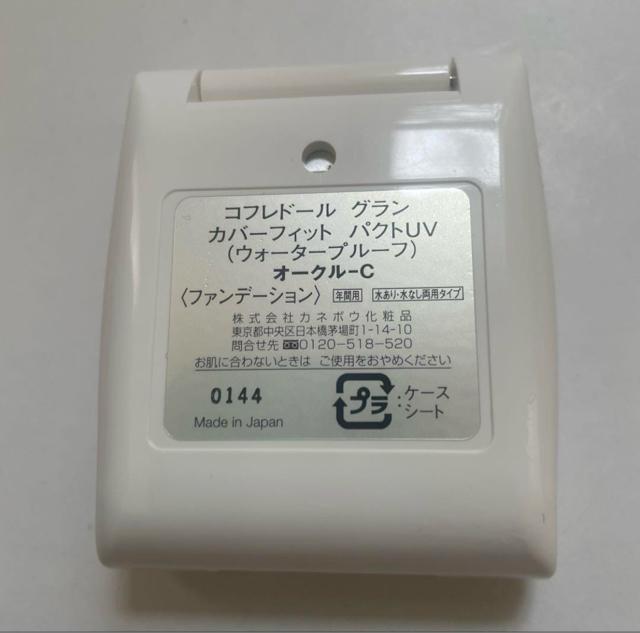 コフレドール グラン
カバーフィット パクトUV
(ウォータープルーフ)
オークル-C
〈ファンデーション〉 年間用 水あり・水なし両用タイプ
株式会社カネボウ化粧品
東京都中央区日本橋茅場町1-14-10
問合せ先 0120-518-520
お肌に合わないときは ご使用をおやめください
0144
Made in Japan
プラ :ケース
シート